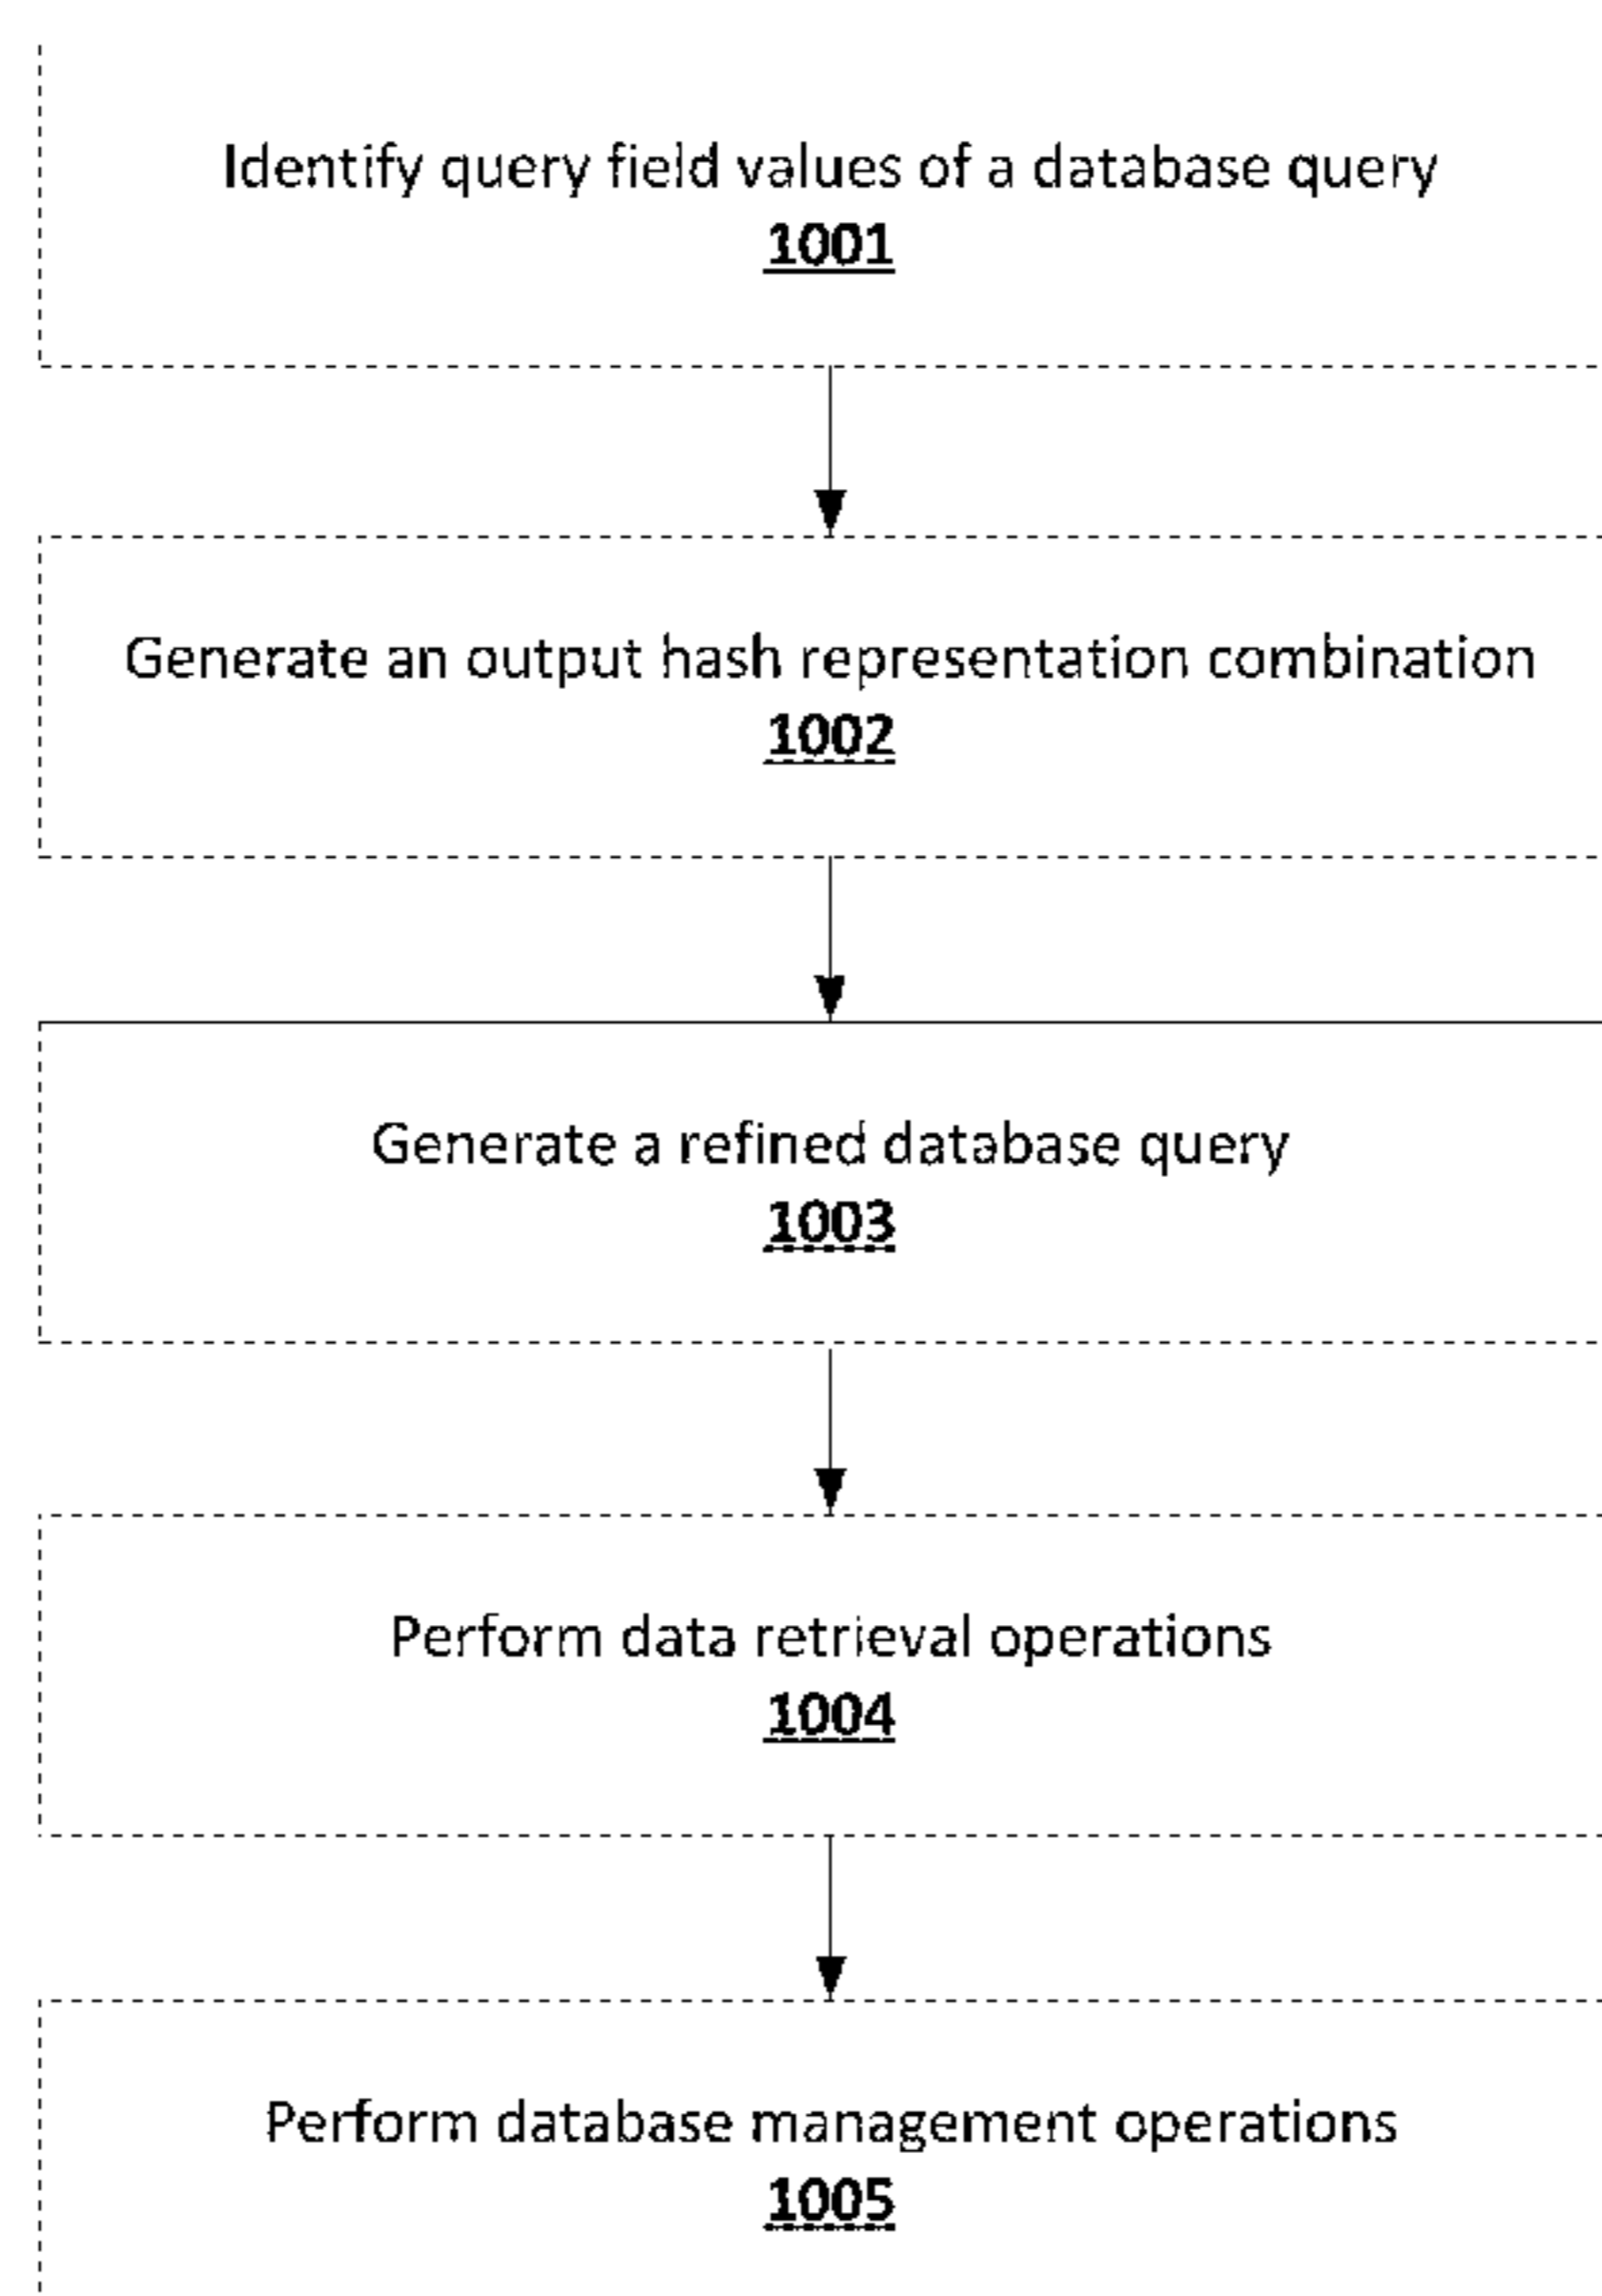 Identify query field values of a database query
1001
Generate an output hash representation combination
1002
Generate a refined database query
1003
Perform data retrieval operations
1004
Perform database management operations
1005